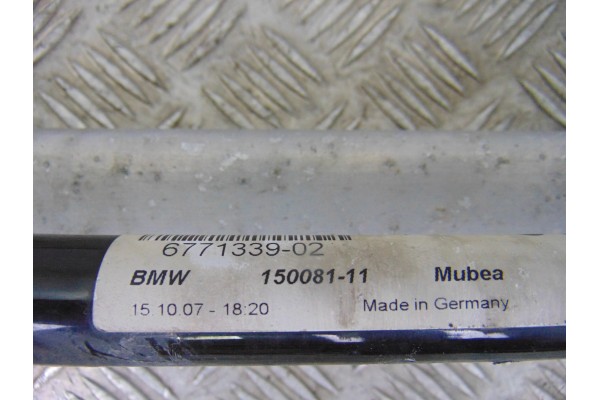 6771339-02
BMW 150081-11 Mubea
15 10.07 - 18:20 Made in Germany